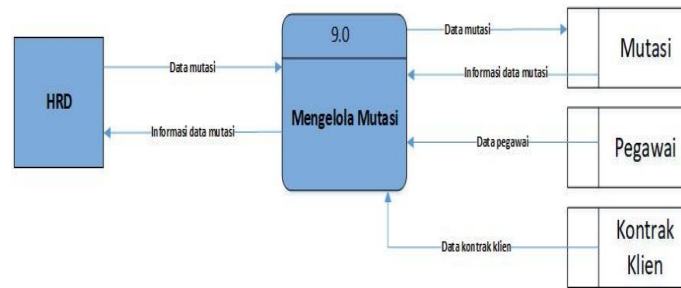 9.0
Data mutasi
Mutasi
Data mutasi
Informasi data mutasi
HRD
Mengelola Mutasi
Informasi data mutasi
Data pegawai
Pegawai
Data kontrak klien
Kontrak
Klien